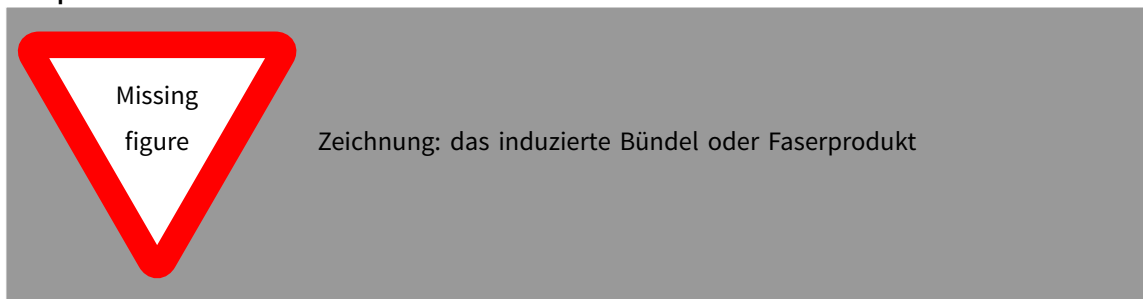 Missing
figure
Zeichnung: das induzierte Bündel oder Faserprodukt